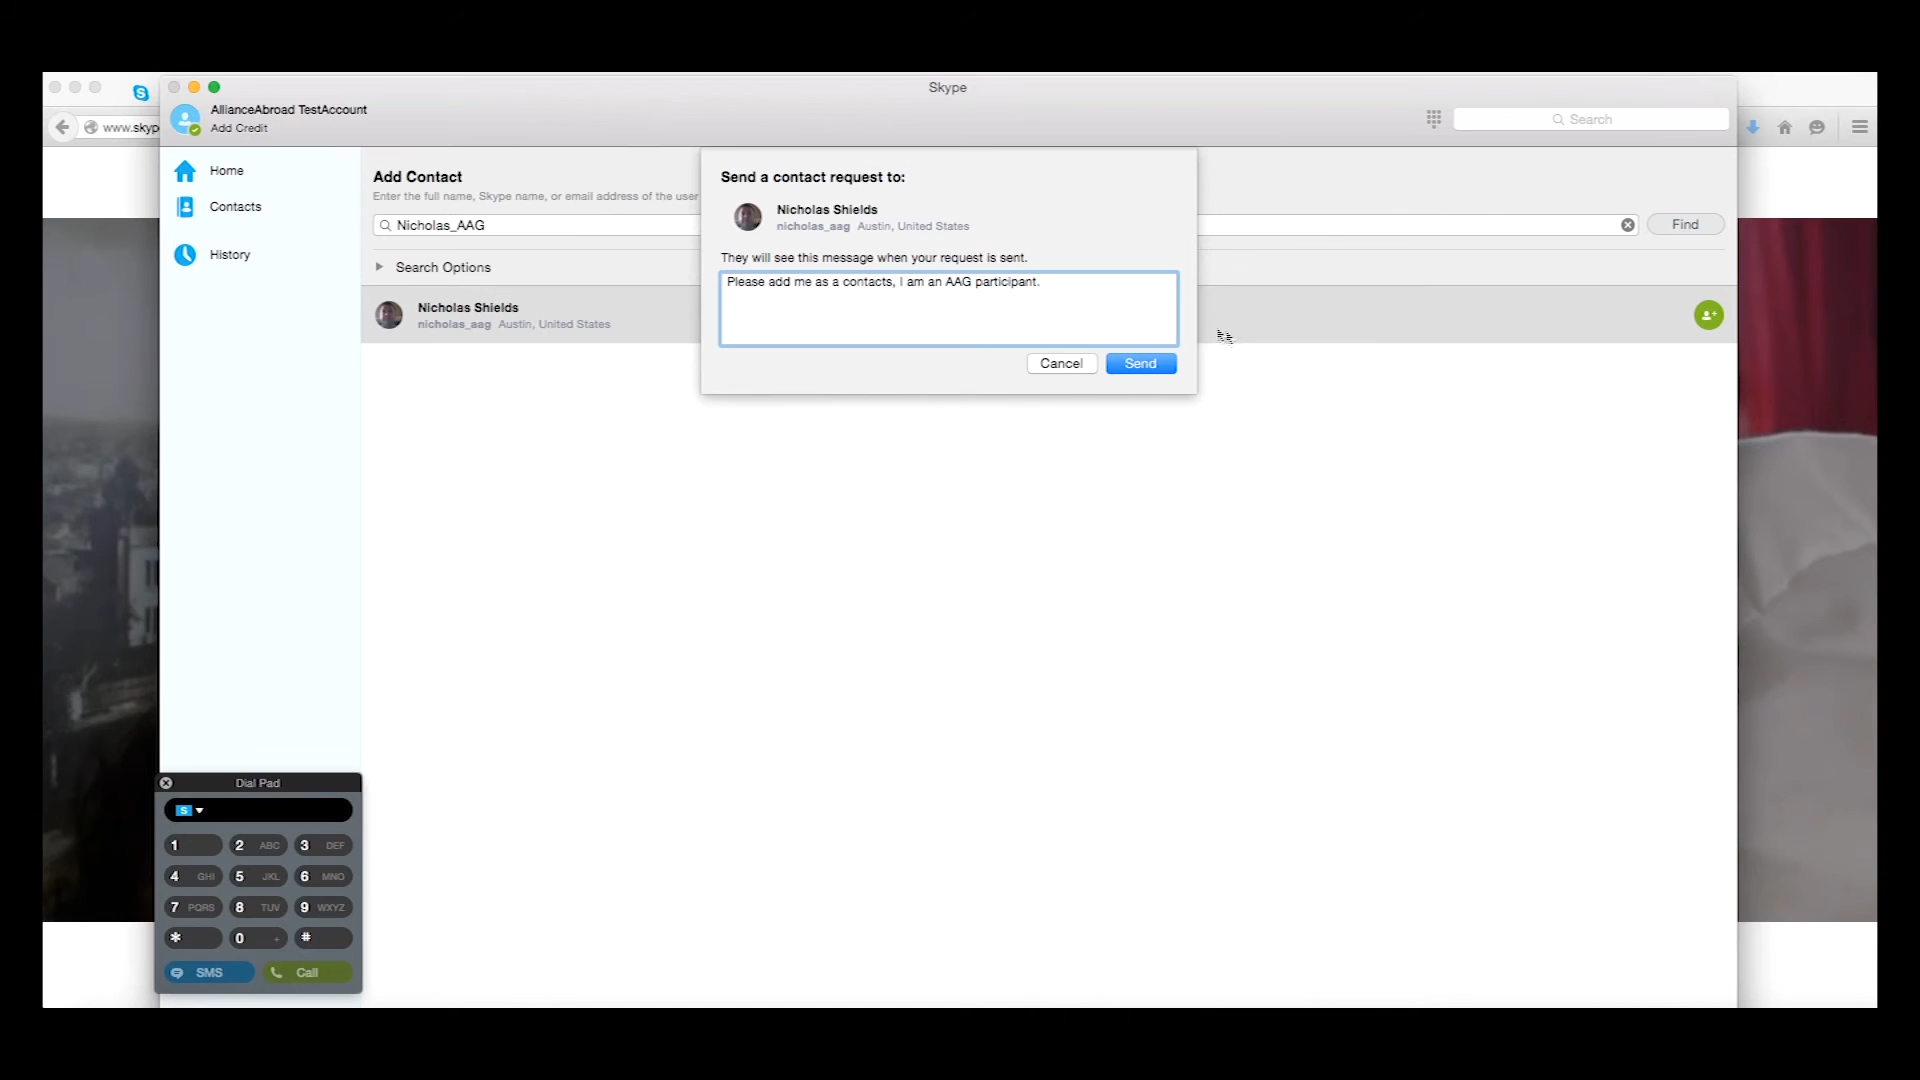 Skype
AllianceAbroad TestAccount
Add Credit
Search
www.skyp
Home
Contacts
History
Add Contact
Enter the full name, Skype name, or email address of the user
Nicholas_AAG
Find
Search Options
Nicholas Shields
nicholas_aag Austin, United States
Send a contact request to:
Nicholas Shields
nicholas_aag Austin, United States
They will see this message when your request is sent.
Please add me as a contacts, I am an AAG participant.
Cancel Send
Dial Pad
S
1 2 ABC 3 DEF
4 GHI 5 JKL 6 MNO
7 PQRS 8 TUV 9 WXYZ
* 0 + #
SMS Call